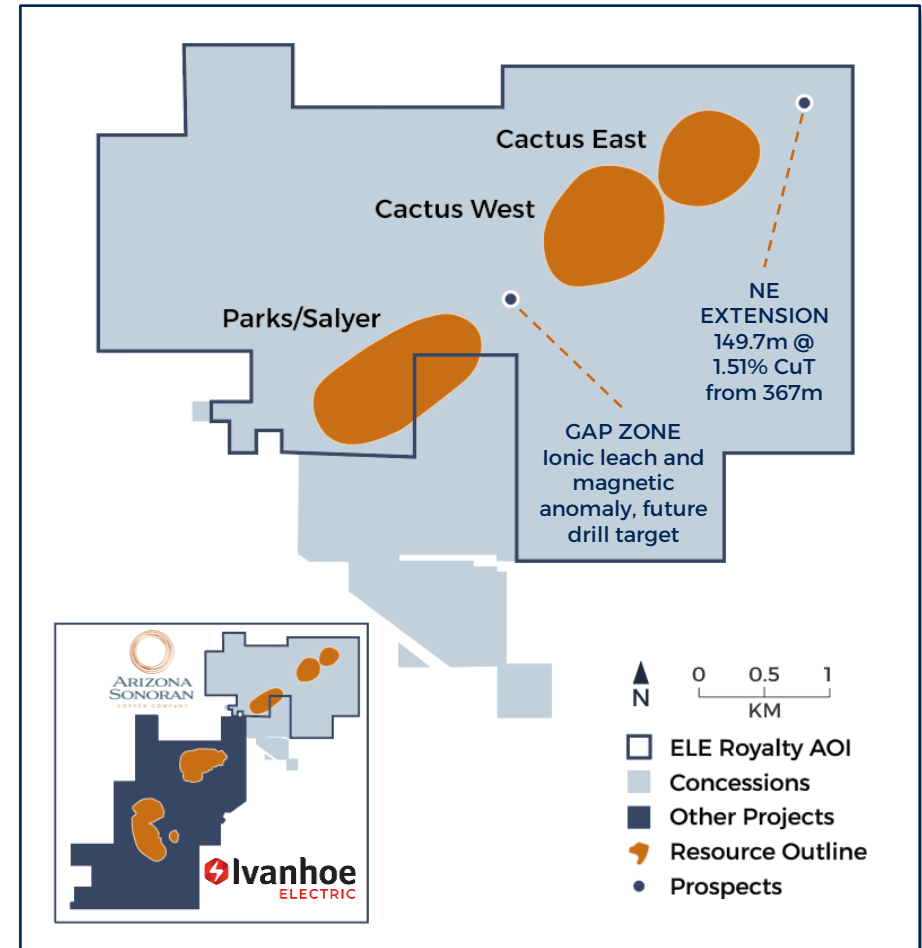 Cactus East
Cactus West
Parks/Salyer
NE
EXTENSION
149.7m @
1.51% CuT
from 367m
GAP ZONE
Ionic leach and
magnetic
anomaly, future
drill target
ARIZONA
SONORAN
COPPER COMPANY
Ivanhoe
ELECTRIC
N
0 0.5 1
KM
ELE Royalty AOI
Concessions
Other Projects
Resource Outline
Prospects